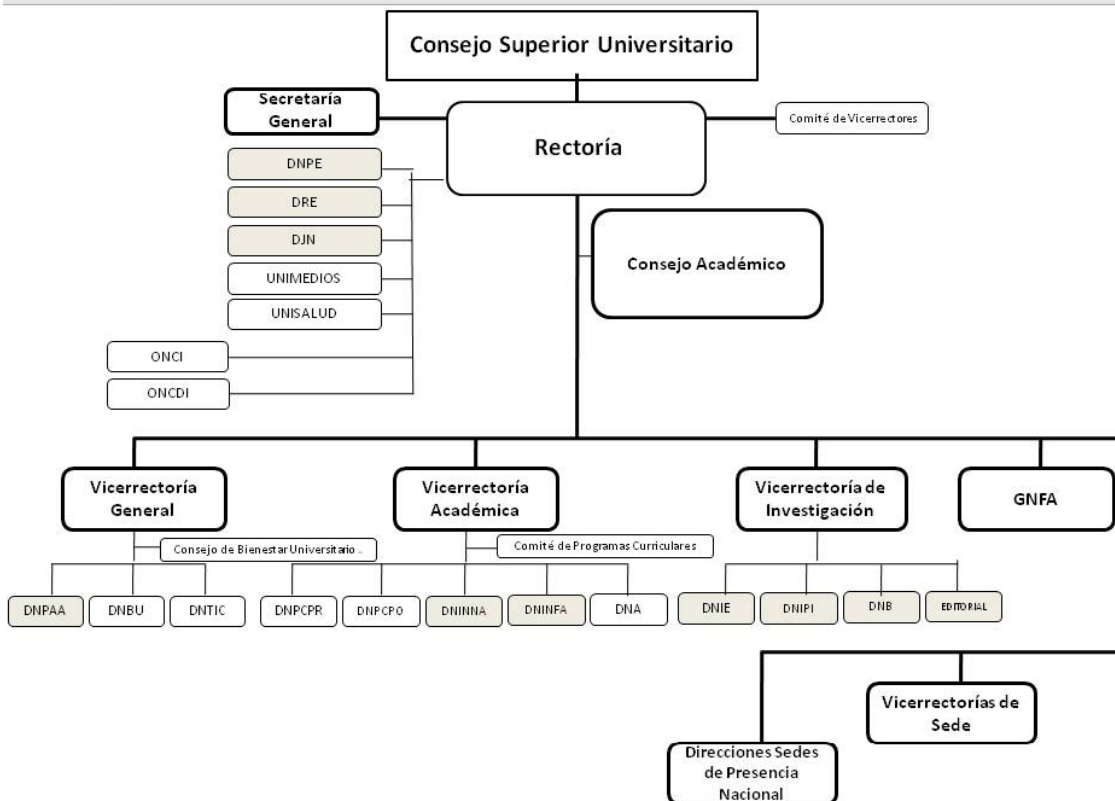 Consejo Superior Universitario
Secretaría
General
Rectoría
Comité de Vicerrectores
DNPE
DRE
DJN
UNIMEDIOS
UNISALUD
ONCI
ONCDI
Consejo Académico
Vicerrectoría
General
Vicerrectoría
Académica
Vicerrectoría de
Investigación
GNFA
Consejo de Bienestar Universitario .
Comité de Programas Curriculares
DNPAA
DNBU
DNTIC
DNPCPR
DNPCPO
DNINNA
DNINFA
DNA
DNIE
DNIPI
DNB
EDITORIAL
Vicerrectorías de
Sede
Direcciones Sedes
de Presencia
Nacional